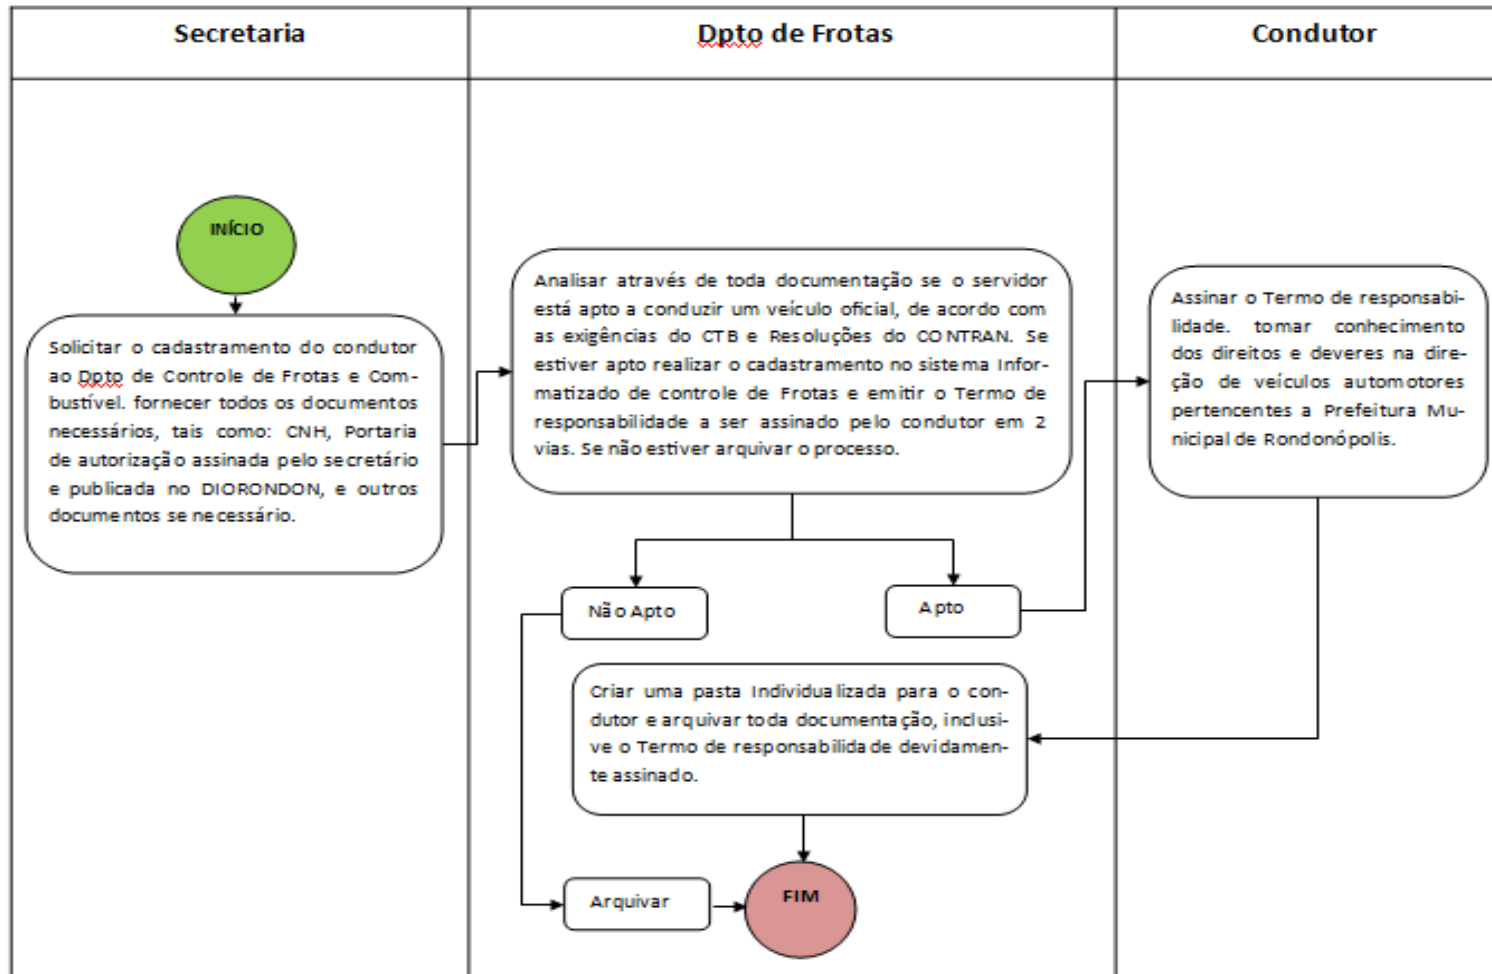 Secretaria
Dpto de Frotas
Condutor
INÍCIO
Solicitar o cadastramento do condutor
ao Dpto de Controle de Frotas e Com-
bustível. fornecer todos os documentos
necessários, tais como: CNH, Portaria
de autorização assinada pelo secretário
e publicada no DIORONDON, e outros
documentos se necessário.
Analisar através de toda documentação se o servidor
está apto a conduzir um veículo oficial, de acordo com
as exigências do CTB e Resoluções do CONTRAN. Se
estiver apto realizar o cadastramento no sistema Infor-
matizado de controle de Frotas e emitir o Termo de
responsabilidade a ser assinado pelo condutor em 2
vias. Se não estiver arquivar o processo.
Assinar o Termo de responsabi-
lidade. tomar conhecimento
dos direitos e deveres na dire-
ção de veículos automotores
pertencentes a Prefeitura Mu-
nicipal de Rondonópolis.
Não Apto
Apto
Criar uma pasta Individualizada para o con-
dutor e arquivar toda documentação, inclusi-
ve o Termo de responsabilidade devidamen-
te assinado.
Arquivar
FIM